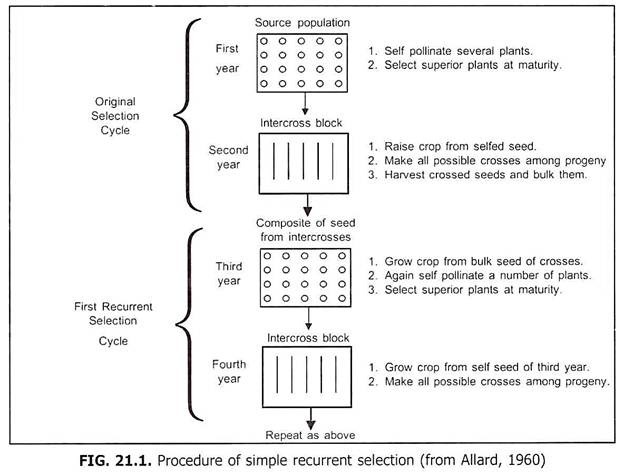 Source population
First
year
1. Self pollinate several plants.
2. Select superior plants at maturity.
Original
Selection
Cycle
Intercross block
Second
year
1. Raise crop from selfed seed.
2. Make all possible crosses among progeny
3. Harvest crossed seeds and bulk them.
Composite of seed
from intercrosses
Third
year
1. Grow crop from bulk seed of crosses.
2. Again self pollinate a number of plants.
3. Select superior plants at maturity.
First Recurrent
Selection
Cycle
Intercross block
Fourth
year
1. Grow crop from self seed of third year.
2. Make all possible crosses among progeny.
Repeat as above
FIG. 21.1. Procedure of simple recurrent selection (from Allard, 1960)